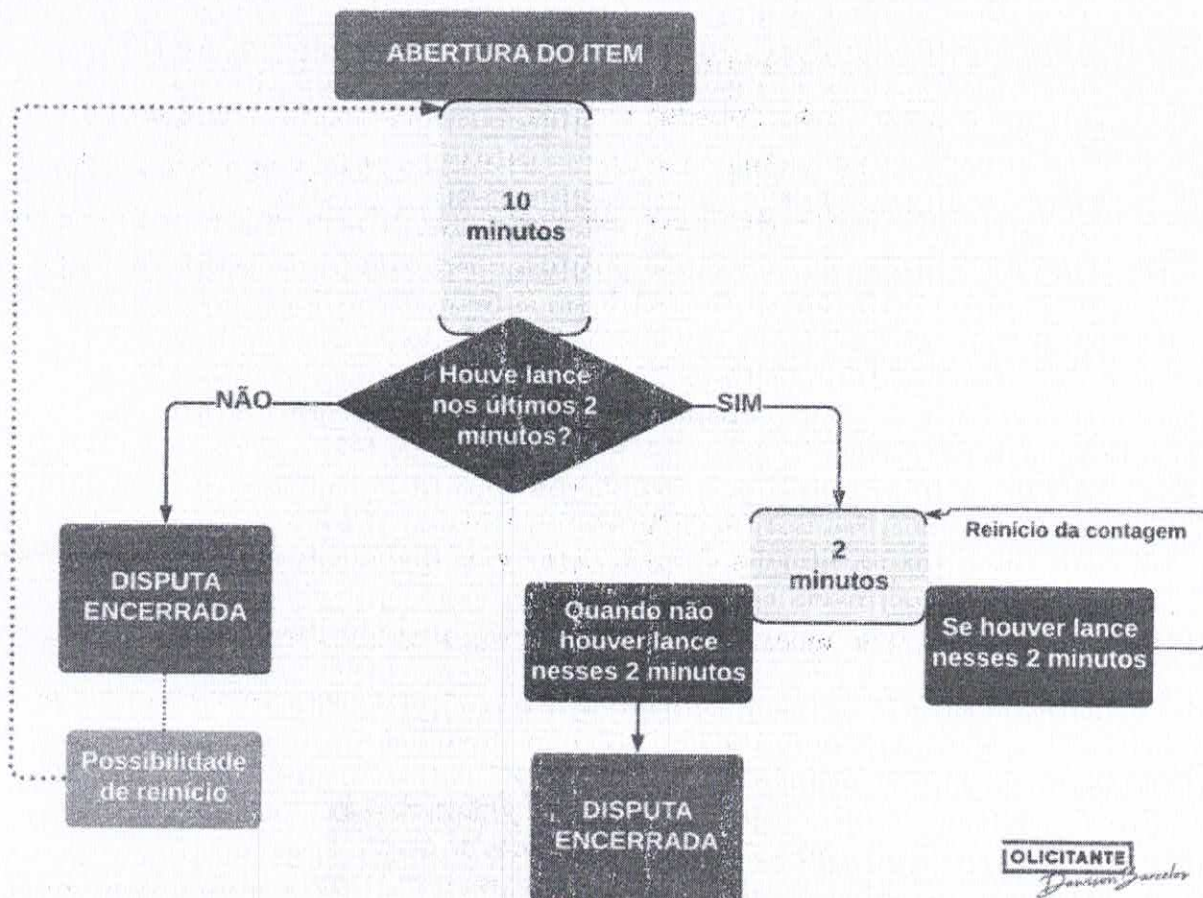 ABERTURA DO ITEM
10
minutos
Houve lance
nos últimos 2
minutos?
NÃO
SIM
DISPUTA
ENCERRADA
Possibilidade
de reinício
2
minutos
Reinício da contagem
Quando não
houver lance
nesses 2 minutos
Se houver lance
nesses 2 minutos
DISPUTA
ENCERRADA
OLICITANTE
Dawison Barcelos